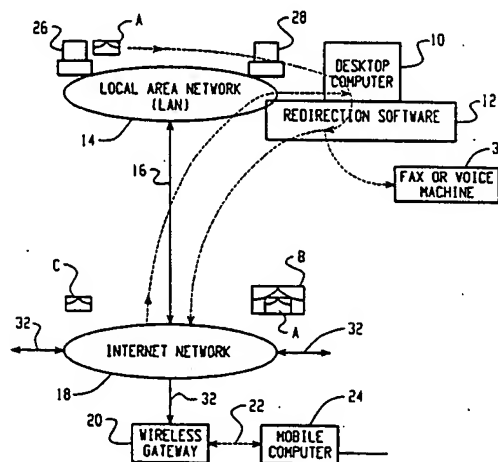 26
A
28
10
DESKTOP
COMPUTER
LOCAL AREA NETWORK
(LAN)
REDIRECTION SOFTWARE
12
14
16
3
FAX OR VOICE
MACHINE
C
B
A
32
32
INTERNET NETWORK
18
32
20
22
24
WIRELESS
GATEWAY
MOBILE
COMPUTER